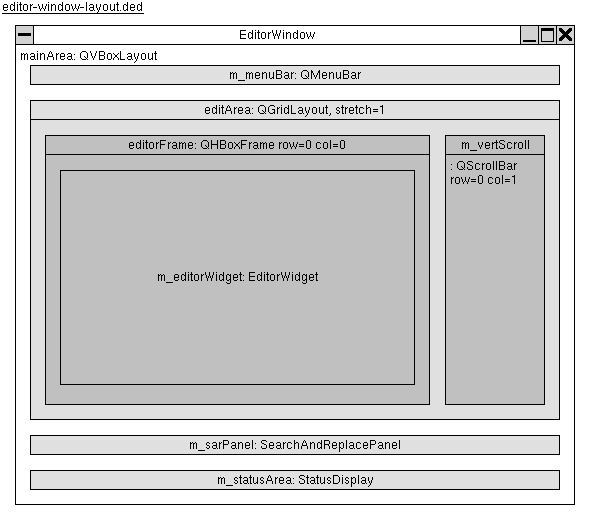 editor-window-layout.ded
EditorWindow
mainArea: QVBoxLayout
m_menuBar: QMenuBar
editArea: QGridLayout, stretch=1
editorFrame: QHBoxFrame row=0 col=0
m_vertScroll
: QScrollBar
row=0 col=1
m_editorWidget: EditorWidget
m_sarPanel: SearchAndReplacePanel
m_statusArea: StatusDisplay